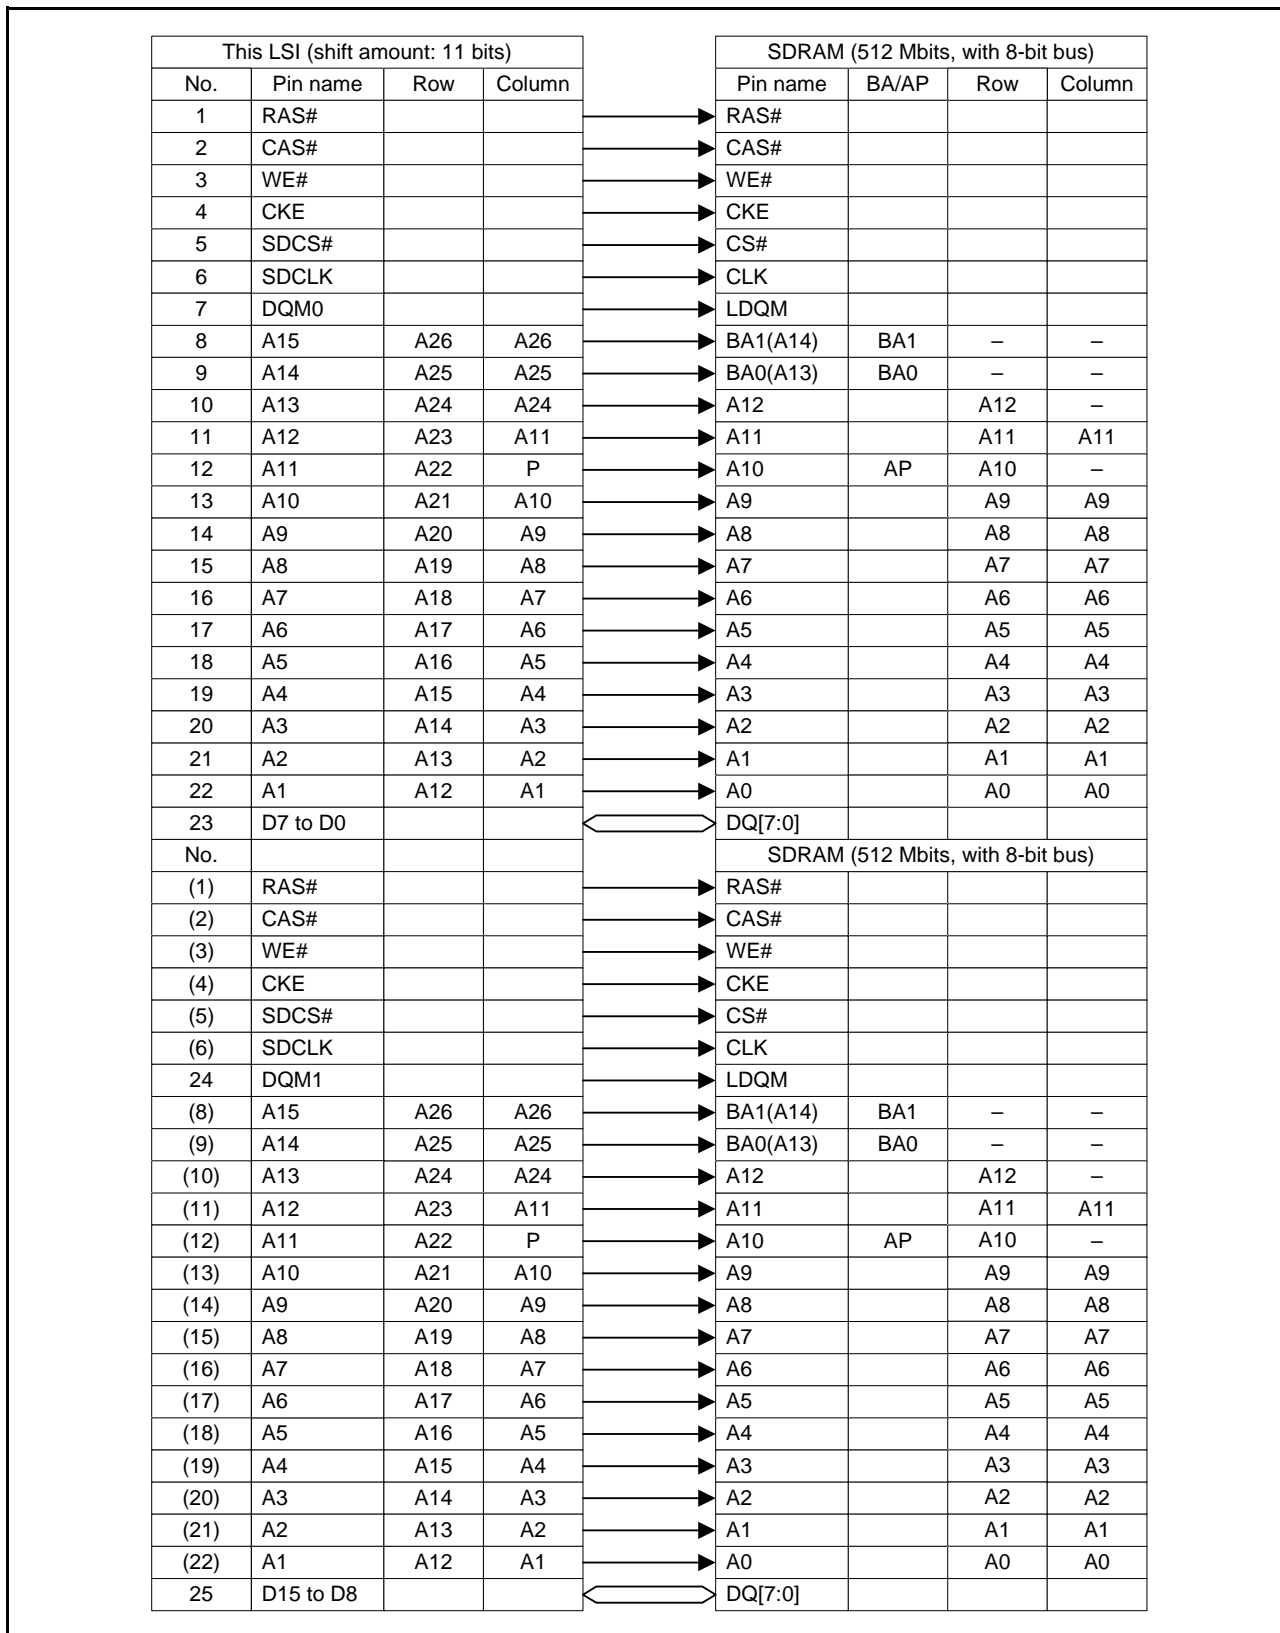 This LSI (shift amount: 11 bits) SDRAM (512 Mbits, with 8-bit bus)
No. Pin name Row Column Pin name BA/AP Row Column
1 RAS# RAS#
2 CAS# CAS#
3 WE# WE#
4 CKE CKE
5 SDCS# CS#
6 SDCLK CLK
7 DQM0 LDQM
8 A15 A26 A26 BA1(A14) BA1 – –
9 A14 A25 A25 BA0(A13) BA0 – –
10 A13 A24 A24 A12 A12 –
11 A12 A23 A11 A11 A11 A11
12 A11 A22 P A10 AP A10 –
13 A10 A21 A10 A9 A9 A9
14 A9 A20 A9 A8 A8 A8
15 A8 A19 A8 A7 A7 A7
16 A7 A18 A7 A6 A6 A6
17 A6 A17 A6 A5 A5 A5
18 A5 A16 A5 A4 A4 A4
19 A4 A15 A4 A3 A3 A3
20 A3 A14 A3 A2 A2 A2
21 A2 A13 A2 A1 A1 A1
22 A1 A12 A1 A0 A0 A0
23 D7 to D0 DQ[7:0]
No. SDRAM (512 Mbits, with 8-bit bus)
(1) RAS# RAS#
(2) CAS# CAS#
(3) WE# WE#
(4) CKE CKE
(5) SDCS# CS#
(6) SDCLK CLK
24 DQM1 LDQM
(8) A15 A26 A26 BA1(A14) BA1 – –
(9) A14 A25 A25 BA0(A13) BA0 – –
(10) A13 A24 A24 A12 A12 –
(11) A12 A23 A11 A11 A11 A11
(12) A11 A22 P A10 AP A10 –
(13) A10 A21 A10 A9 A9 A9
(14) A9 A20 A9 A8 A8 A8
(15) A8 A19 A8 A7 A7 A7
(16) A7 A18 A7 A6 A6 A6
(17) A6 A17 A6 A5 A5 A5
(18) A5 A16 A5 A4 A4 A4
(19) A4 A15 A4 A3 A3 A3
(20) A3 A14 A3 A2 A2 A2
(21) A2 A13 A2 A1 A1 A1
(22) A1 A12 A1 A0 A0 A0
25 D15 to D8 DQ[7:0]